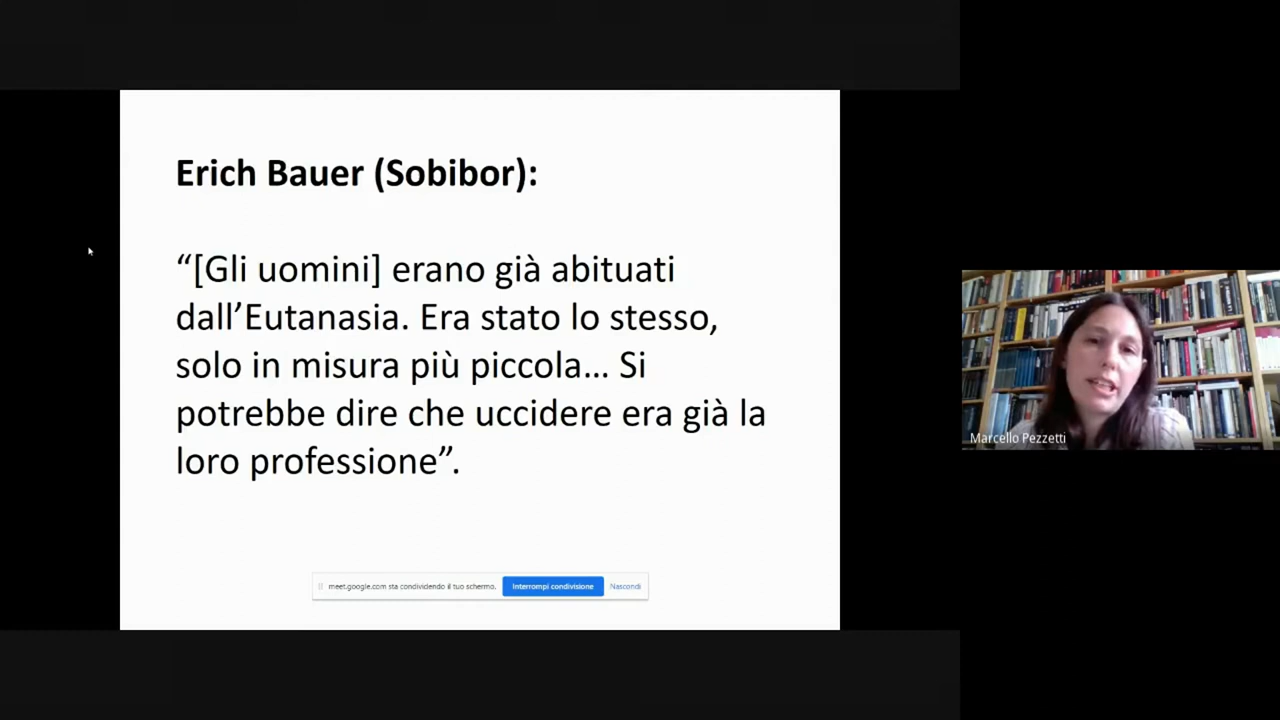 Erich Bauer (Sobibor):
“[Gli uomini] erano già abituati
dall’Eutanasia. Era stato lo stesso,
solo in misura più piccola… Si
potrebbe dire che uccidere era già la
loro professione”.
meet.google.com sta condividendo il tuo schermo. Interrompi condivisione Nascondi
Marcello Pezzetti